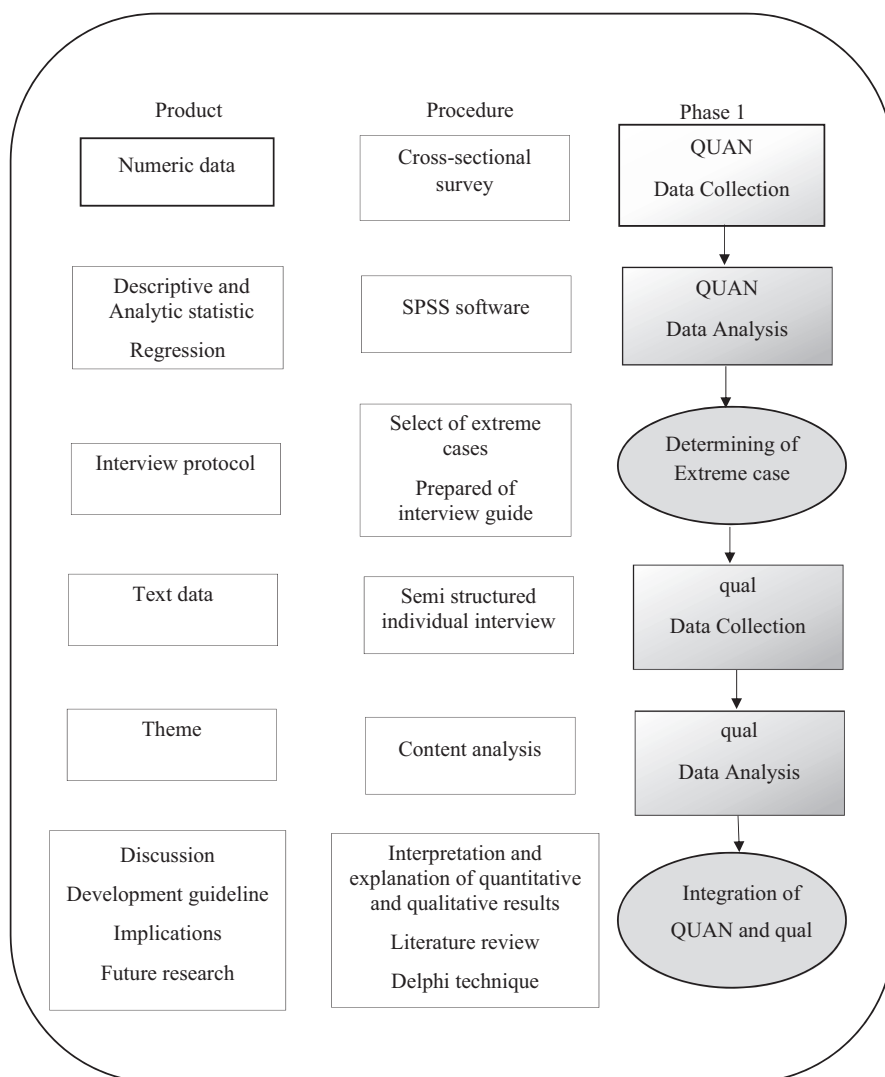 Product
Procedure
Phase 1
Numeric data
Cross-sectional
survey
QUAN
Data Collection
Descriptive and
Analytic statistic
Regression
SPSS software
QUAN
Data Analysis
Interview protocol
Select of extreme
cases
Prepared of
interview guide
Determining of
Extreme case
Text data
Semi structured
individual interview
qual
Data Collection
Theme
Content analysis
qual
Data Analysis
Discussion
Development guideline
Implications
Future research
Interpretation and
explanation of quantitative
and qualitative results
Literature review
Delphi technique
Integration of
QUAN and qual